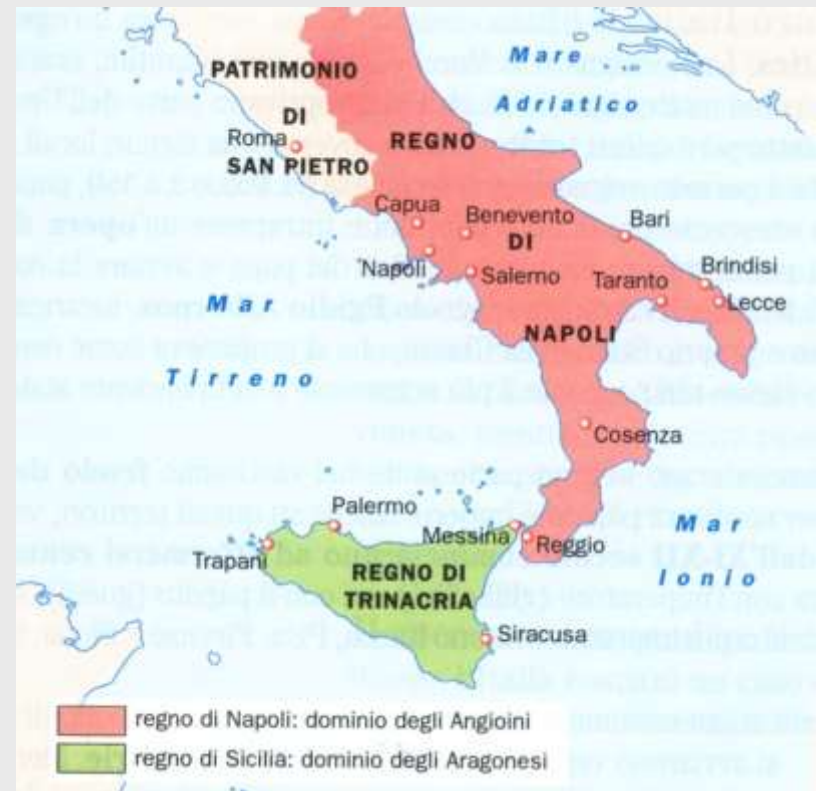 PATRIMONIO
DI
SAN PIETRO
Roma
REGNO
DI
NAPOLI
Mare
Adriatico
Capua
Benevento
Napoli
Salerno
Bari
Brindisi
Taranto
Lecce
Mar
Tirreno
Cosenza
Palermo
Messina
Reggio
Trapani
REGNO DI
TRINACRIA
Siracusa
Mar
Ionio
regno di Napoli: dominio degli Angioini
regno di Sicilia: dominio degli Aragonesi